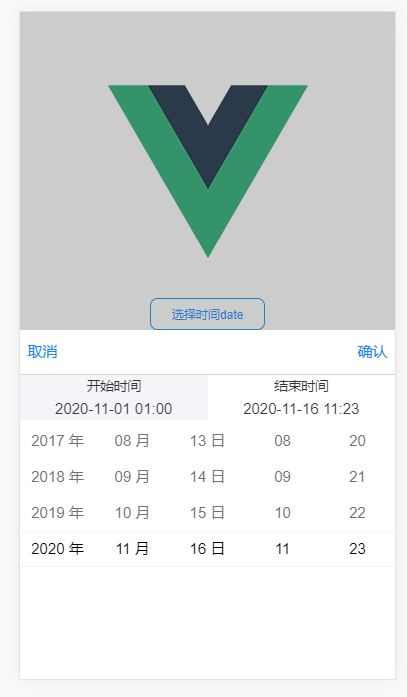 选择时间date
取消 确认
开始时间 结束时间
2020-11-01 01:00 2020-11-16 11:23
2017 年 08 月 13 日 08 20
2018 年 09 月 14 日 09 21
2019 年 10 月 15 日 10 22
2020 年 11 月 16 日 11 23